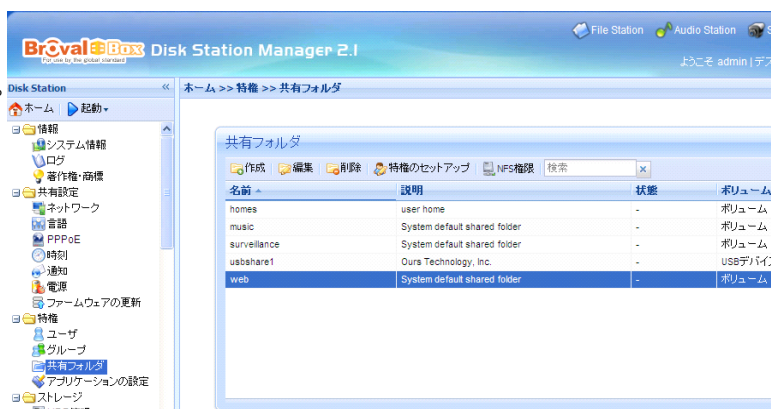 File Station Audio Station
Broval Box Disk Station Manager 2.1
For use by the global standard
ようこそ admin | デス
Disk Station «
ホーム >> 特権 >> 共有フォルダ
ホーム 起動
情報
システム情報
ログ
著作権・商標
共有設定
ネットワーク
言語
PPPoE
時刻
通知
電源
ファームウェアの更新
特権
ユーザ
グループ
共有フォルダ
アプリケーションの設定
ストレージ
共有フォルダ
作成 編集 削除 特権のセットアップ NFS権限 検索
名前 説明 状態 ボリューム
homes user home - ボリューム
music System default shared folder - ボリューム
surveillance System default shared folder - ボリューム
usbshare1 Ours Technology, Inc. - USBデバイス
web System default shared folder - ボリューム